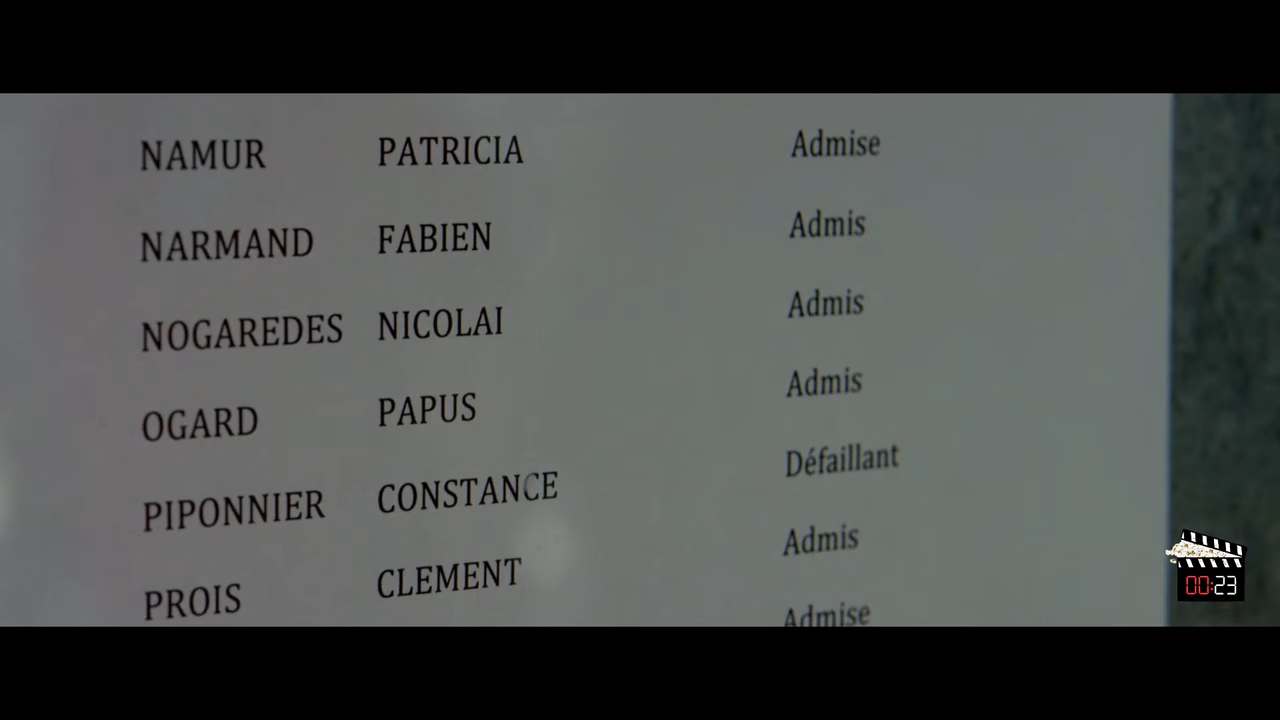 NAMUR PATRICIA Admise
NARMAND FABIEN Admis
NOGAREDES NICOLAI Admis
OGARD PAPUS Admis
PIPONNIER CONSTANCE Défaillant
PROIS CLEMENT Admis
Admise
00:23